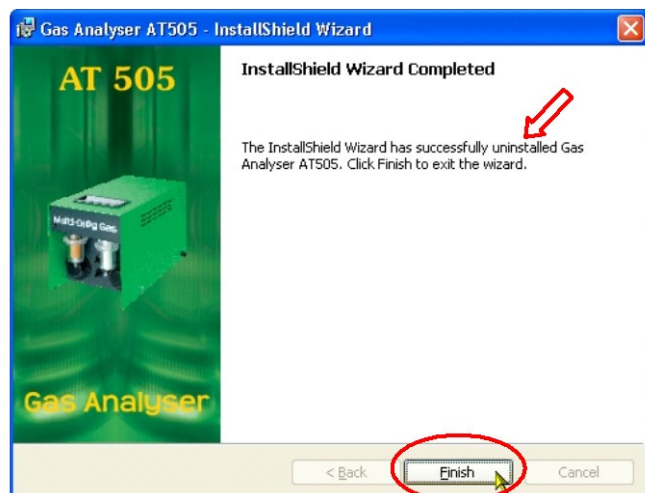 Gas Analyser AT505 - InstallShield Wizard
AT 505
InstallShield Wizard Completed
The InstallShield Wizard has successfully uninstalled Gas
Analyser AT505. Click Finish to exit the wizard.
Multi-Di@g Gas
Gas Analyser
< Back
Finish
Cancel